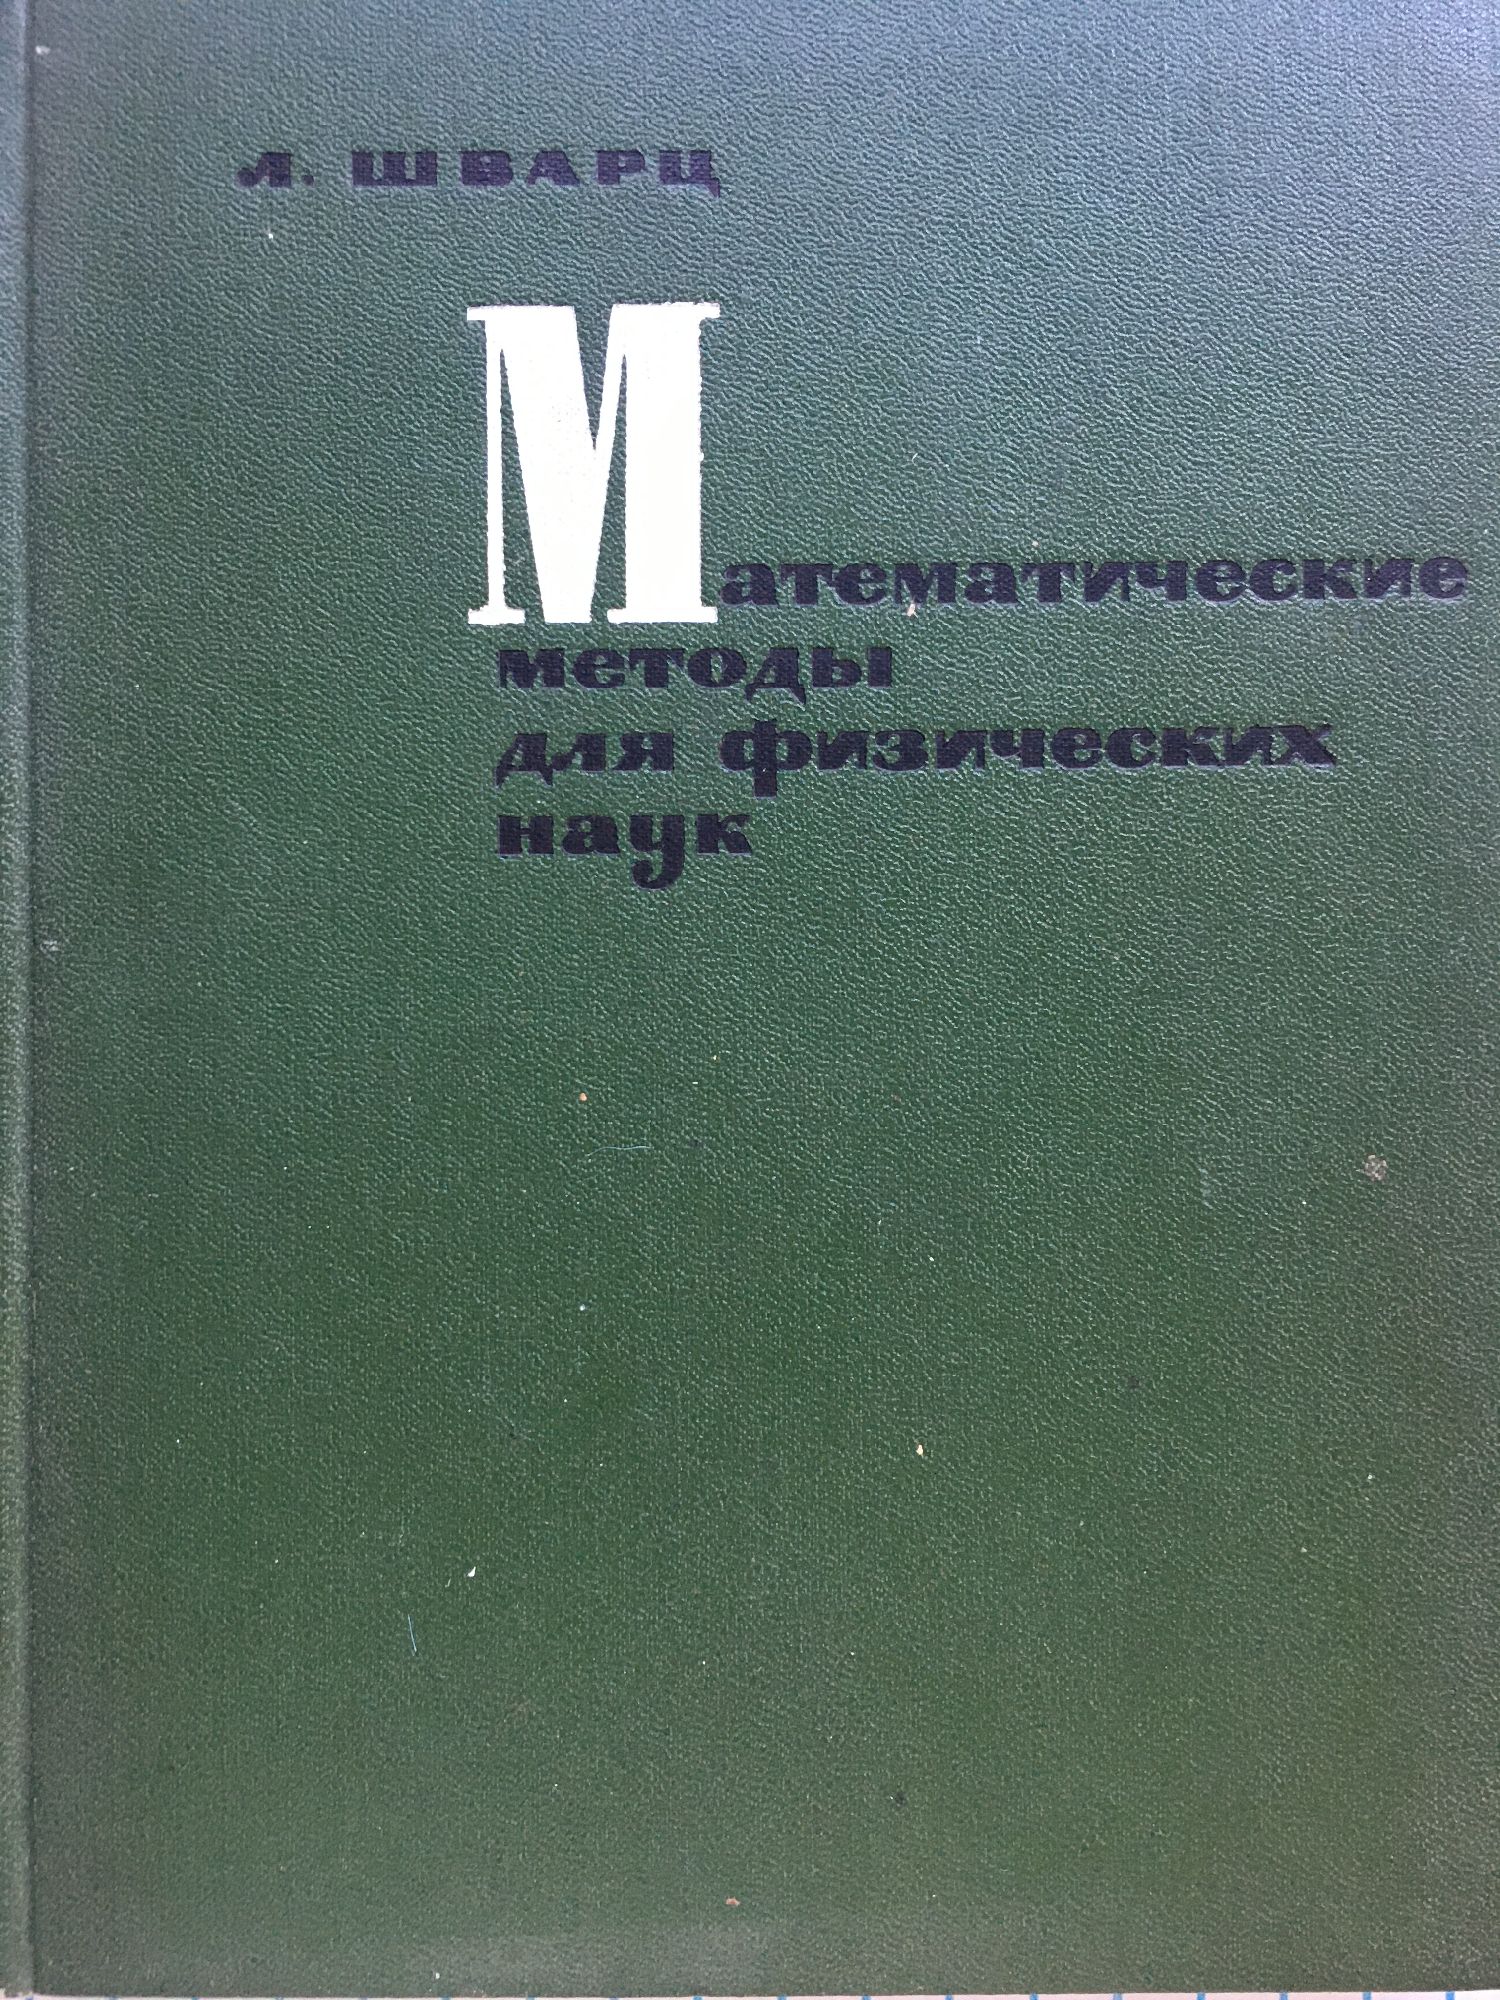 Л. ШВАРЦ
Математические
методы
для физических
наук